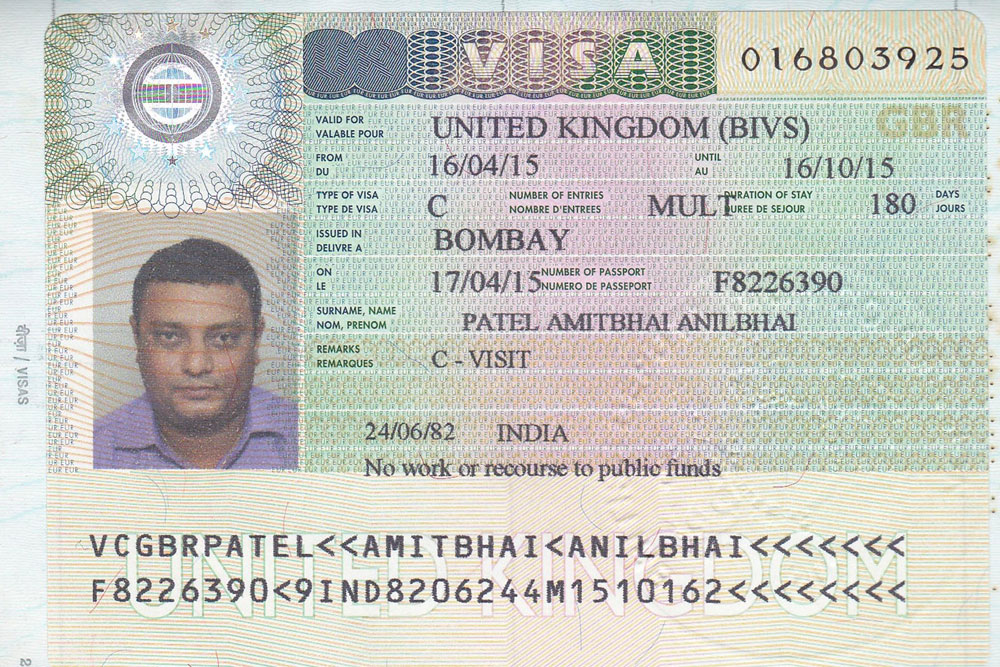 VISA
016803925
GBR
VALID FOR
VALABLE POUR
UNITED KINGDOM (BIVS)
FROM
DU
16/04/15
UNTIL
AU
16/10/15
TYPE OF VISA
TYPE DE VISA
C
NUMBER OF ENTRIES
NOMBRE D'ENTREES
MULT
DURATION OF STAY
DUREE DE SEJOUR
180
DAYS
JOURS
ISSUED IN
DELIVRE A
BOMBAY
ON
LE
17/04/15
NUMBER OF PASSPORT
NUMERO DE PASSEPORT
F8226390
SURNAME, NAME
NOM, PRENOM
PATEL AMITBHAI ANILBHAI
REMARKS
REMARQUES
C - VISIT
24/06/82 INDIA
No work or recourse to public funds
वीज़ा / VISAS
UNITED KINGDOM
VCGBRPATEL<<AMITBHAI<ANILBHAI<<<<<<<
F8226390<9IND8206244M1510162<<<<<<<<
2